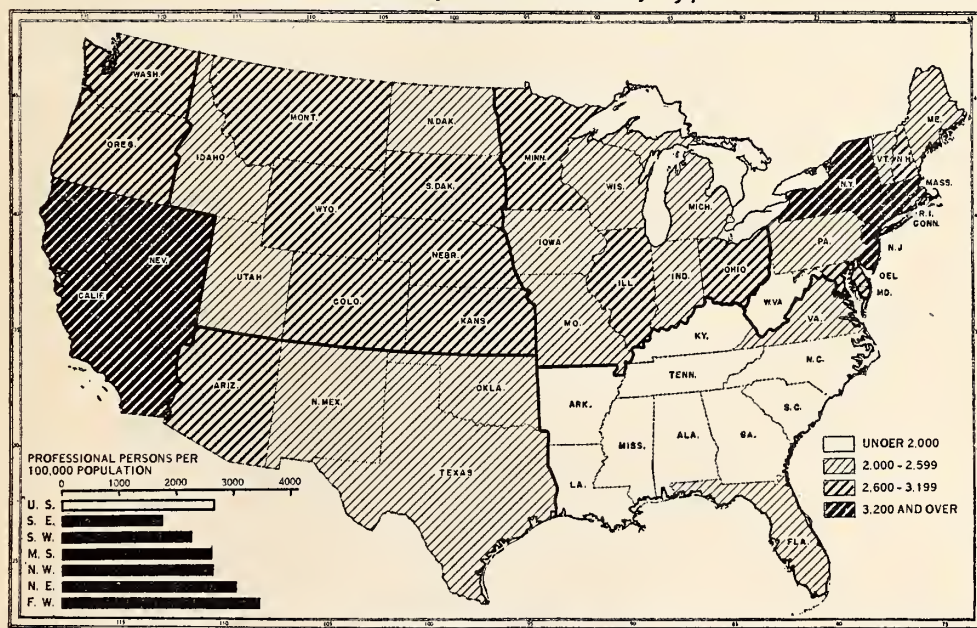 WASH.
OREG.
CALIF.
NEV.
IDAHO
MONT.
WYO.
UTAH
COLO.
ARIZ.
N. MEX.
N. DAK.
S. DAK.
NEBR.
KANS.
OKLA.
TEXAS
MINN.
IOWA
MO.
ARK.
LA.
WIS.
ILL.
MICH.
IND.
OHIO
KY.
TENN.
MISS.
ALA.
GA.
FLA.
S.C.
N.C.
VA.
W.VA
PA.
N.Y.
VT.
N.H.
ME.
MASS.
R.I.
CONN.
N.J
DEL
MD.
PROFESSIONAL PERSONS PER
100,000 POPULATION
0 1000 2000 3000 4000
U. S.
S. E.
S. W.
M. S.
N. W.
N. E.
F. W.
UNDER 2,000
2,000 - 2,599
2,600 - 3,199
3,200 AND OVER